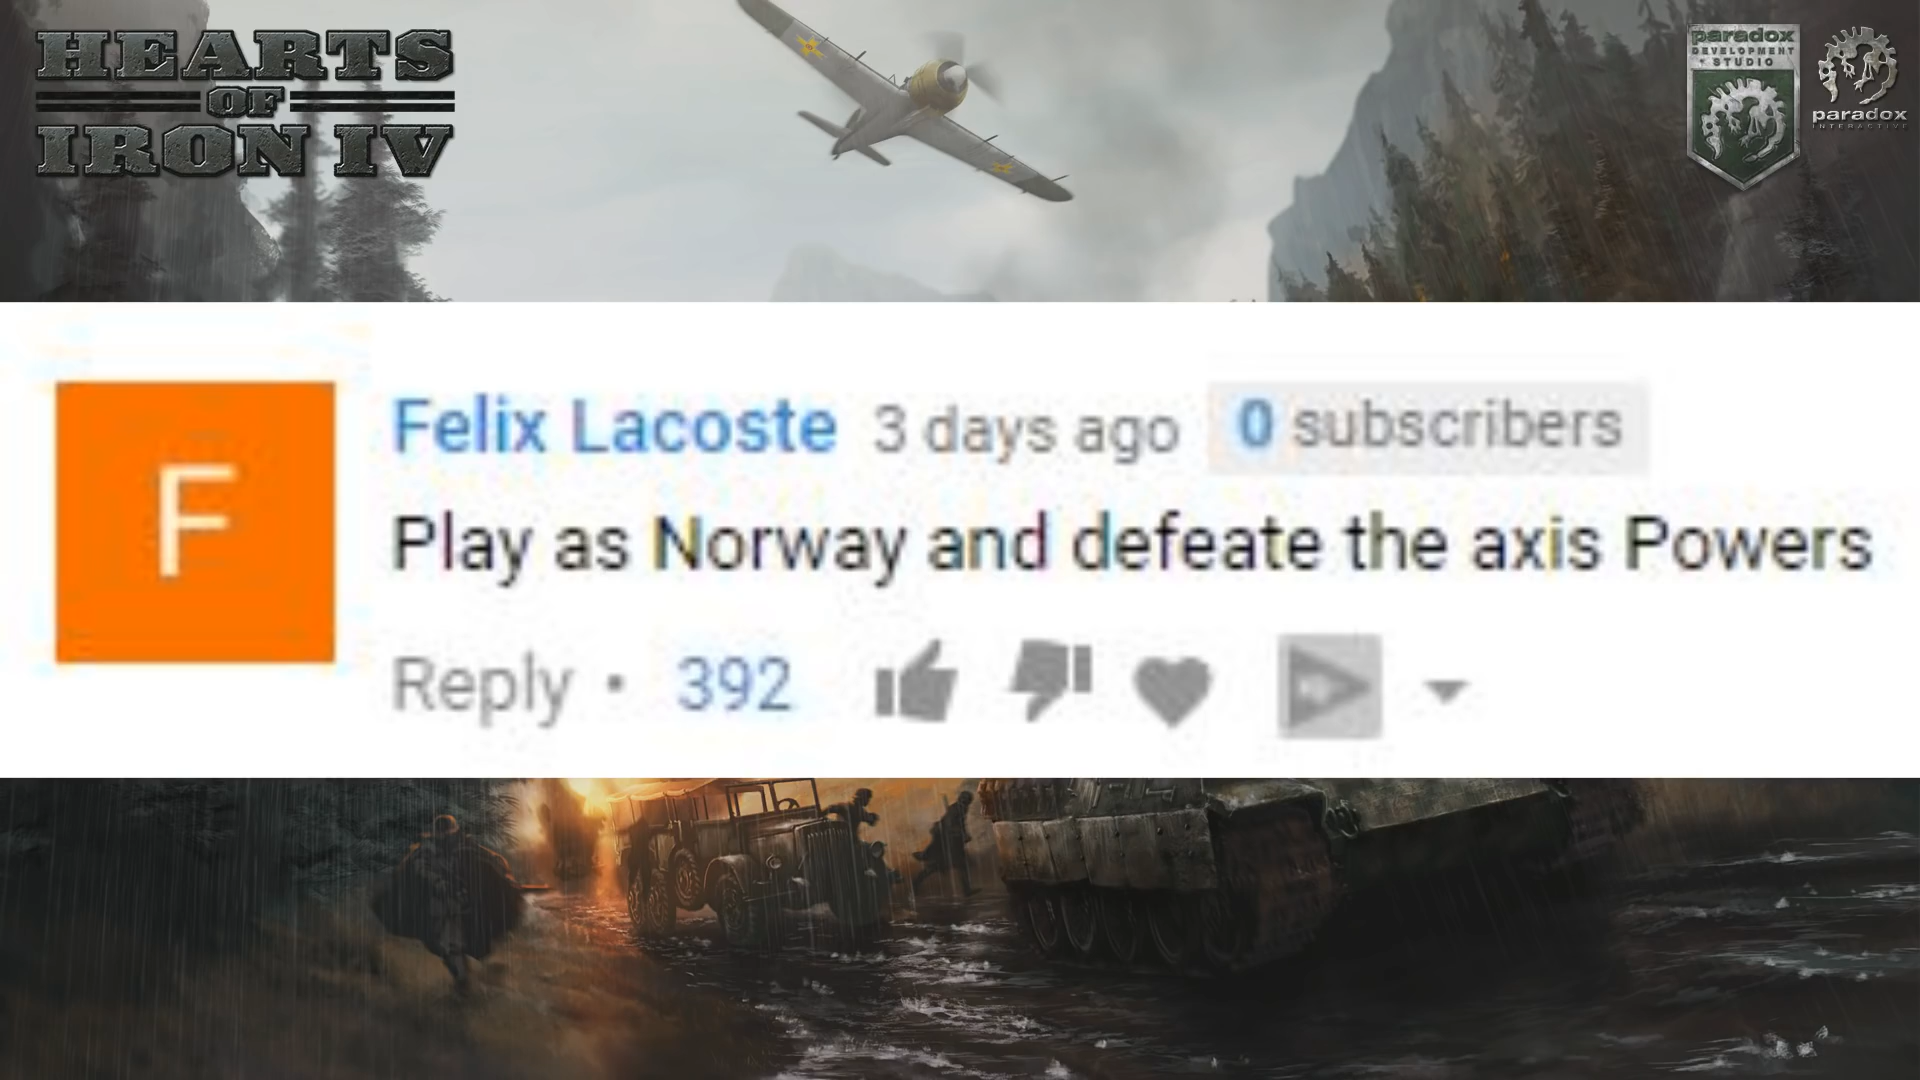 HEARTS
OF
IRON IV
paradox
DEVELOPMENT
STUDIO
paradox
INTERACTIVE
F
Felix Lacoste 3 days ago 0 subscribers
Play as Norway and defeate the axis Powers
Reply • 392